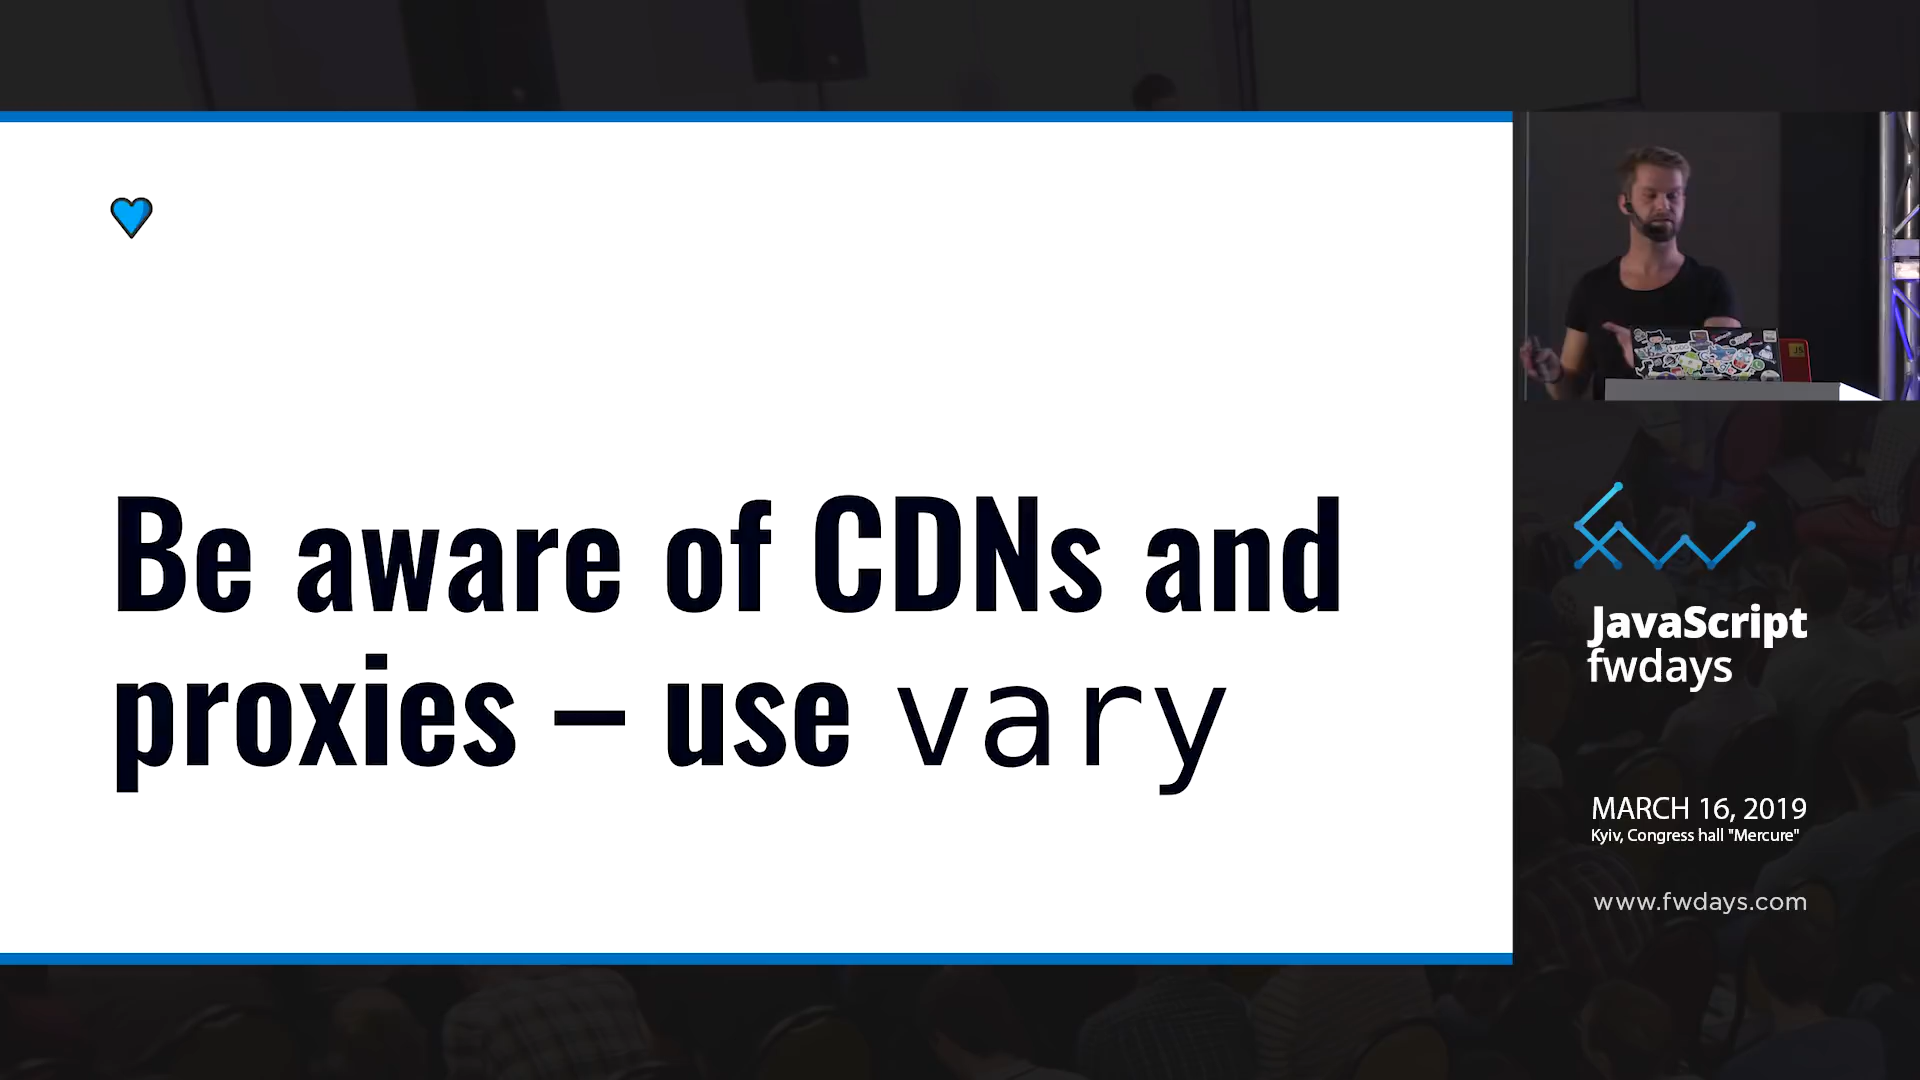 Be aware of CDNs and
proxies – use vary
JS
JavaScript
fwdays
MARCH 16, 2019
Kyiv, Congress hall "Mercure"
www.fwdays.com